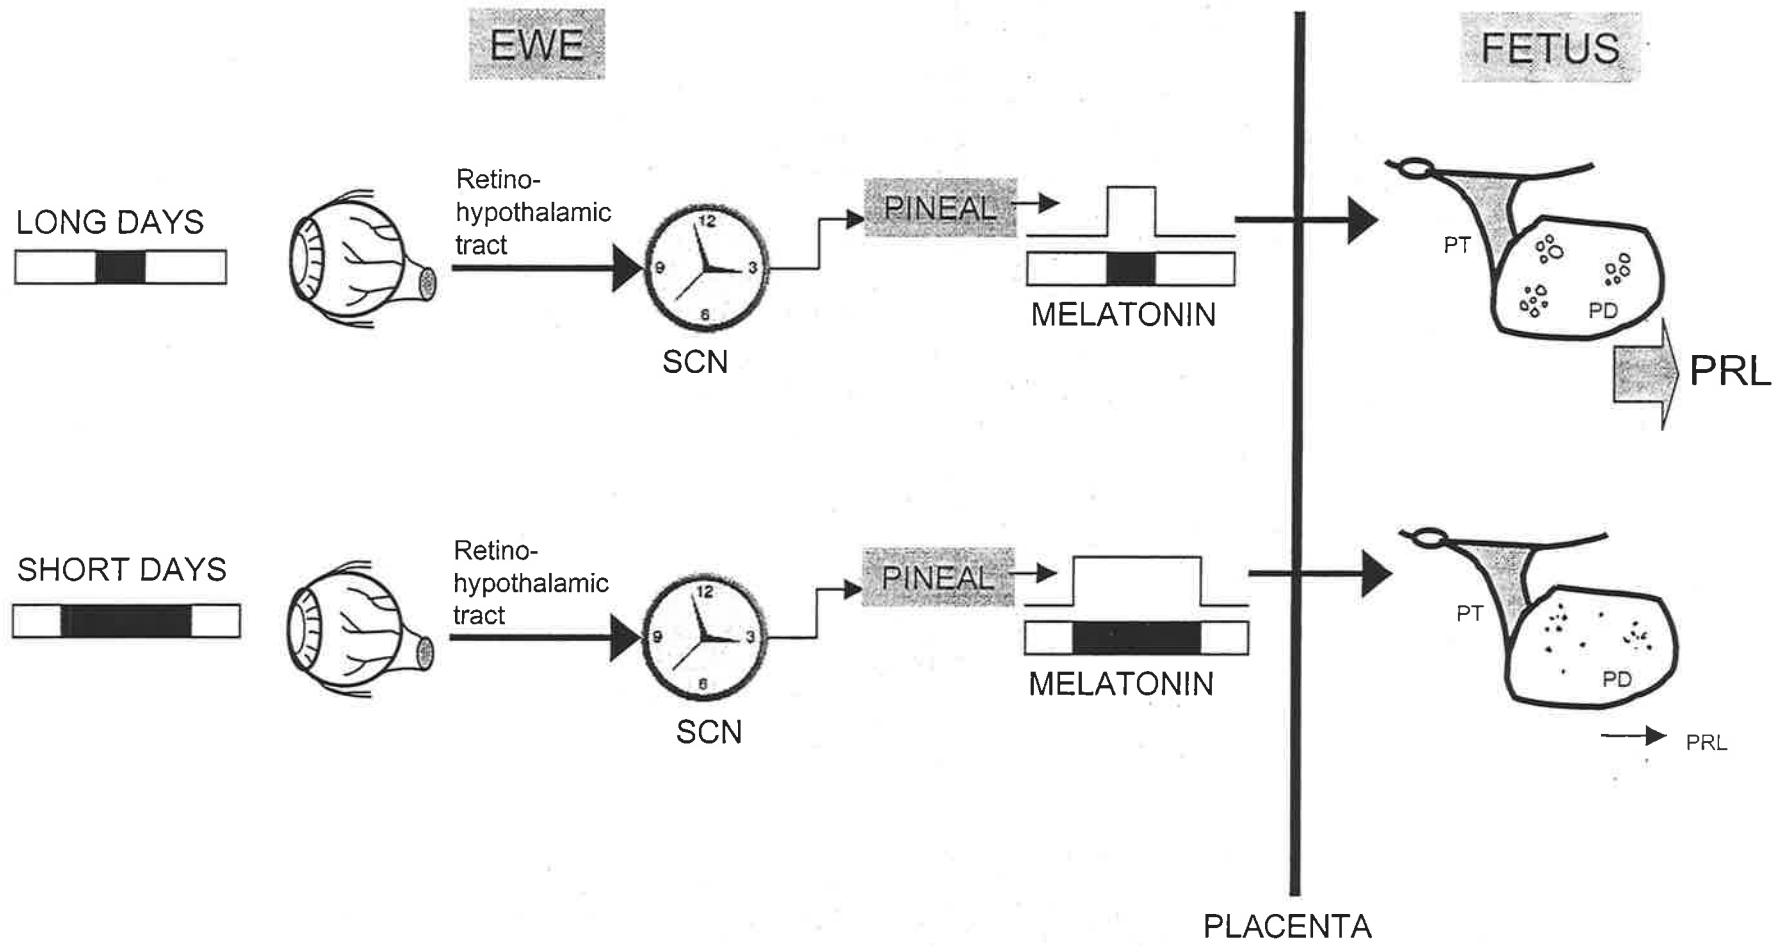 EWE
FETUS
LONG DAYS
Retino-
hypothalamic
tract
12
9
3
6
SCN
PINEAL
MELATONIN
PT
PD
PRL
SHORT DAYS
Retino-
hypothalamic
tract
12
9
3
6
SCN
PINEAL
MELATONIN
PT
PD
PRL
PLACENTA